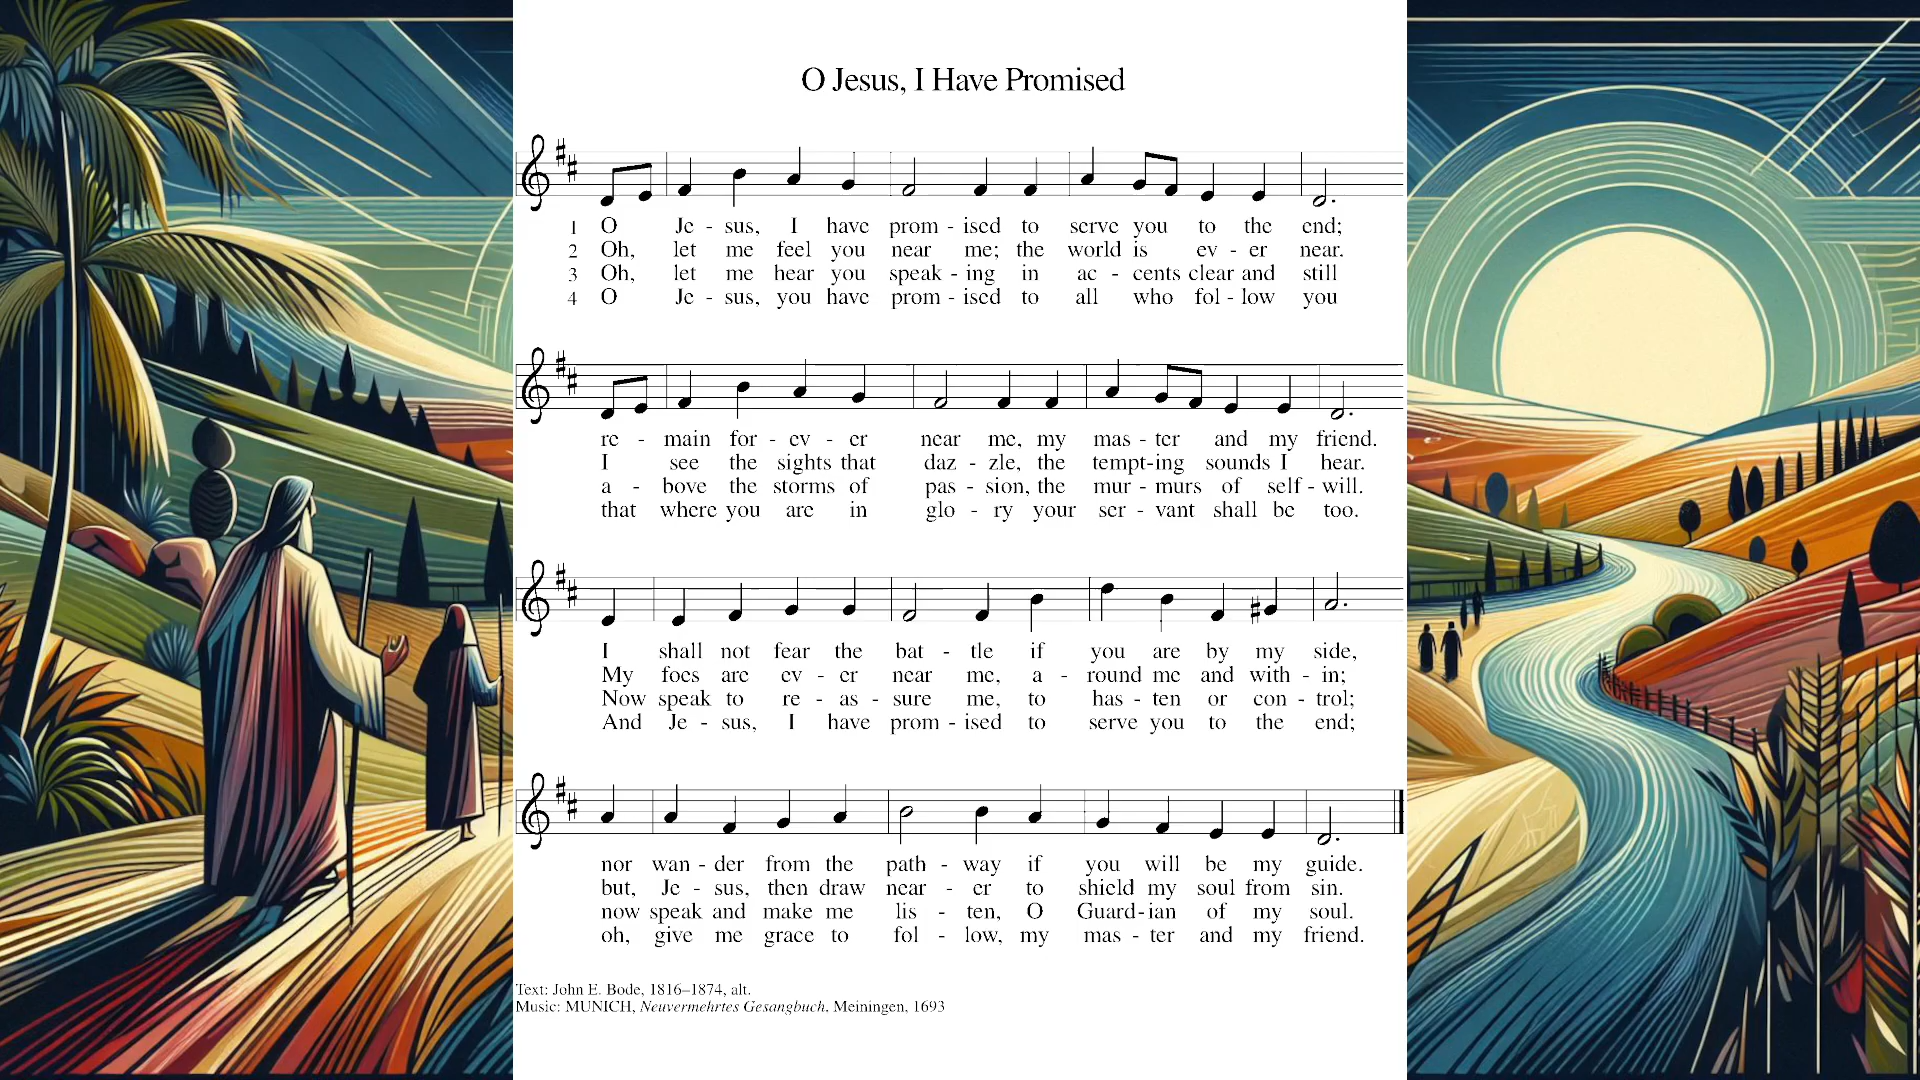 O Jesus, I Have Promised
1 O Je - sus, I have prom - ised to serve you to the end;
2 Oh, let me feel you near me; the world is ev - er near.
3 Oh, let me hear you speak - ing in ac - cents clear and still
4 O Je - sus, you have prom - ised to all who fol - low you
re - main for - ev - er near me, my mas - ter and my friend.
I see the sights that daz - zle, the tempt-ing sounds I hear.
a - bove the storms of pas - sion, the mur - murs of self - will.
that where you are in glo - ry your ser - vant shall be too.
I shall not fear the bat - tle if you are by my side,
My foes are ev - er near me, a - round me and with - in;
Now speak to re - as - sure me, to has - ten or con - trol;
And Je - sus, I have prom - ised to serve you to the end;
nor wan - der from the path - way if you will be my guide.
but, Je - sus, then draw near - er to shield my soul from sin.
now speak and make me lis - ten, O Guard-ian of my soul.
oh, give me grace to fol - low, my mas - ter and my friend.
Text: John E. Bode, 1816–1874, alt.
Music: MUNICH, Neuvermehrtes Gesangbuch, Meiningen, 1693